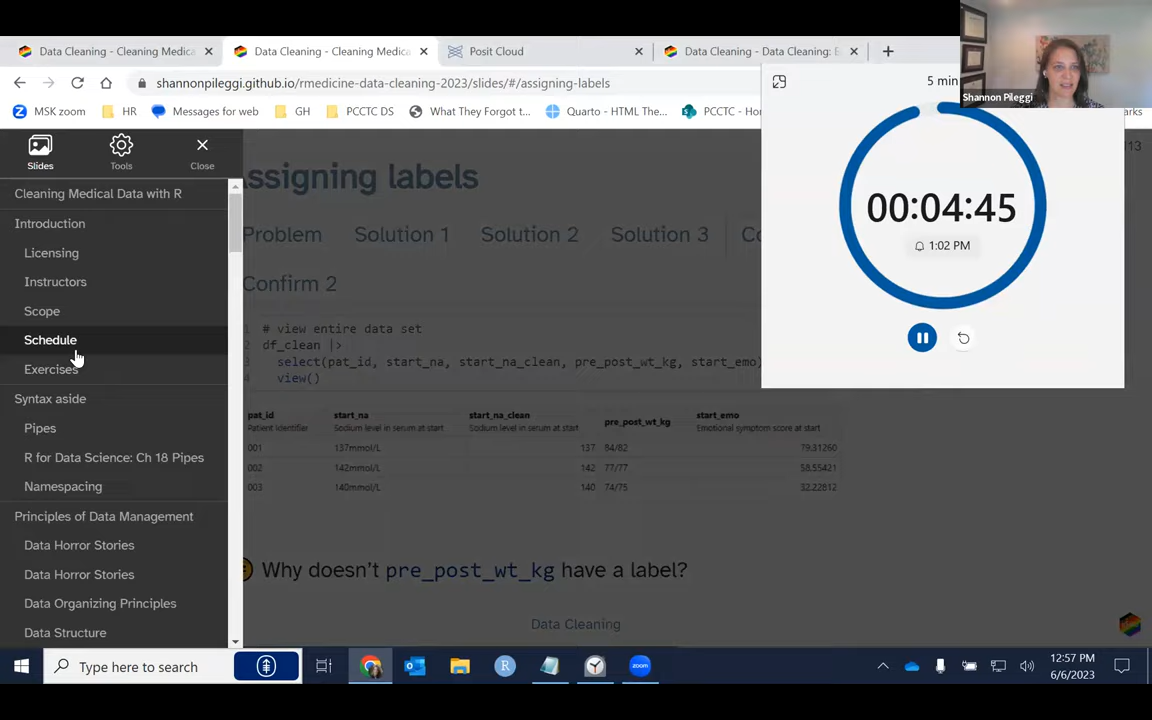 Data Cleaning - Cleaning Medica
Data Cleaning - Cleaning Medica
Posit Cloud
Data Cleaning - Data Cleaning: E
shannonpileggi.github.io/rmedicine-data-cleaning-2023/slides/#/assigning-labels
MSK zoom
HR
Messages for web
GH
PCCTC DS
What They Forgot t...
Quarto - HTML The...
PCCTC - Hor
5 min
Shannon Pileggi
00:04:45
1:02 PM
Slides
Tools
Close
Cleaning Medical Data with R
Introduction
Licensing
Instructors
Scope
Schedule
Exercises
Syntax aside
Pipes
R for Data Science: Ch 18 Pipes
Namespacing
Principles of Data Management
Data Horror Stories
Data Horror Stories
Data Organizing Principles
Data Structure
ssigning labels
Problem Solution 1 Solution 2 Solution 3 Co
Confirm 2
# view entire data set
df_clean |>
select(pat_id, start_na, start_na_clean, pre_post_wt_kg, start_emo)
view()
pat_id start_na start_na_clean pre_post_wt_kg start_emo
Patient Identifier Sodium level in serum at start Sodium level in serum at start Emotional symptom score at start
001 137mmol/L 137 84/82 79.31260
002 142mmol/L 142 77/77 58.55421
003 140mmol/L 140 74/75 32.22812
Why doesn't pre_post_wt_kg have a label?
Data Cleaning
Type here to search
R
zoom
12:57 PM
6/6/2023